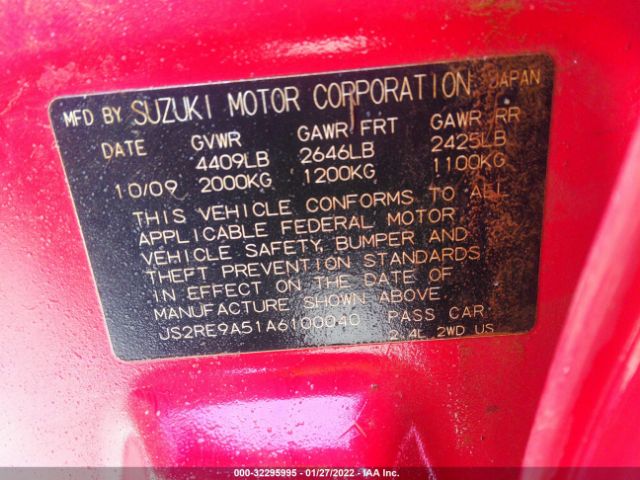 MFD BY SUZUKI MOTOR CORPORATION JAPAN
DATE GVWR GAWR FRT GAWR RR
4409LB 2646LB 2425LB
10/09 2000KG 1200KG 1100KG
THIS VEHICLE CONFORMS TO ALL
APPLICABLE FEDERAL MOTOR
VEHICLE SAFETY, BUMPER AND
THEFT PREVENTION STANDARDS
IN EFFECT ON THE DATE OF
MANUFACTURE SHOWN ABOVE.
JS2RE9A51A6100040 PASS CAR
2.4L 2WD US
000-32295995 - 01/27/2022 - IAA Inc.